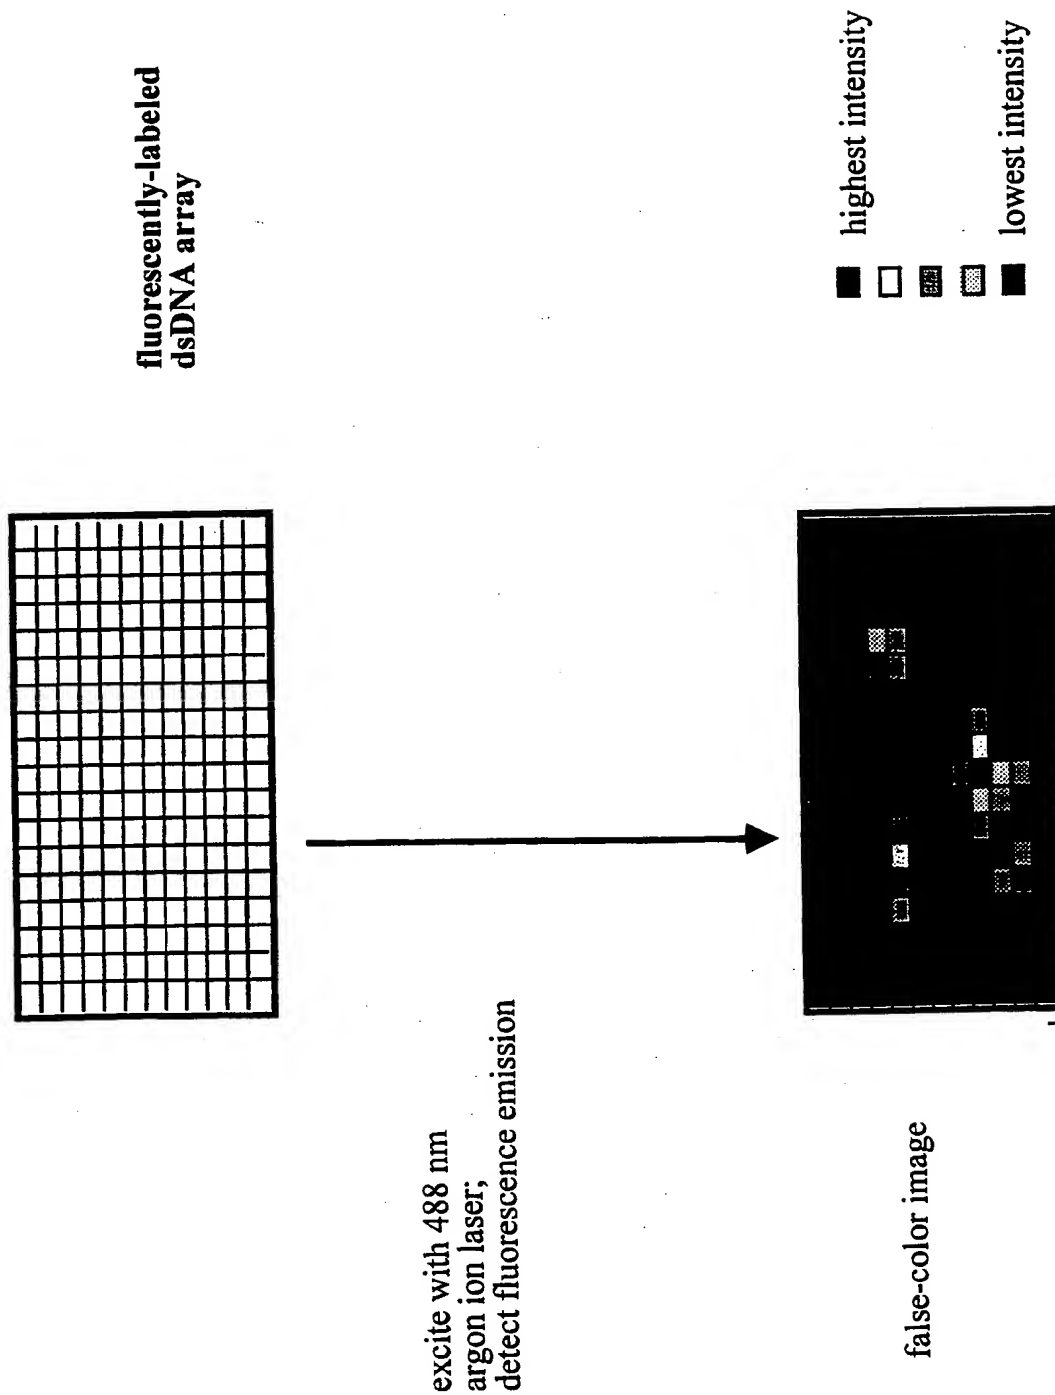 fluorescently-labeled
dsDNA array
excite with 488 nm
argon ion laser;
detect fluorescence emission
false-color image
highest intensity
lowest intensity